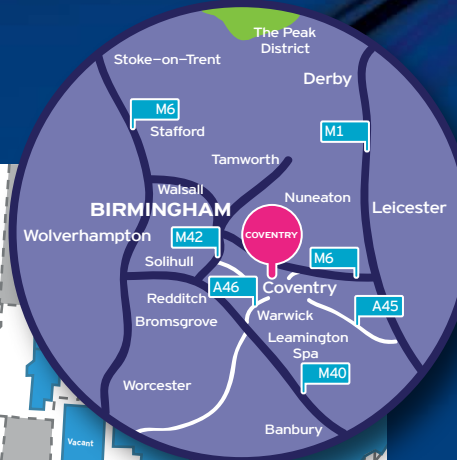 The Peak
District
Stoke-on-Trent
Derby
M6
Stafford
M1
Tamworth
Walsall
Nuneaton
BIRMINGHAM
Leicester
Wolverhampton
M42
COVENTRY
Solihull
M6
Redditch
A46
Coventry
A45
Bromsgrove
Warwick
Leamington
Spa
M40
Worcester
Banbury
Vacant